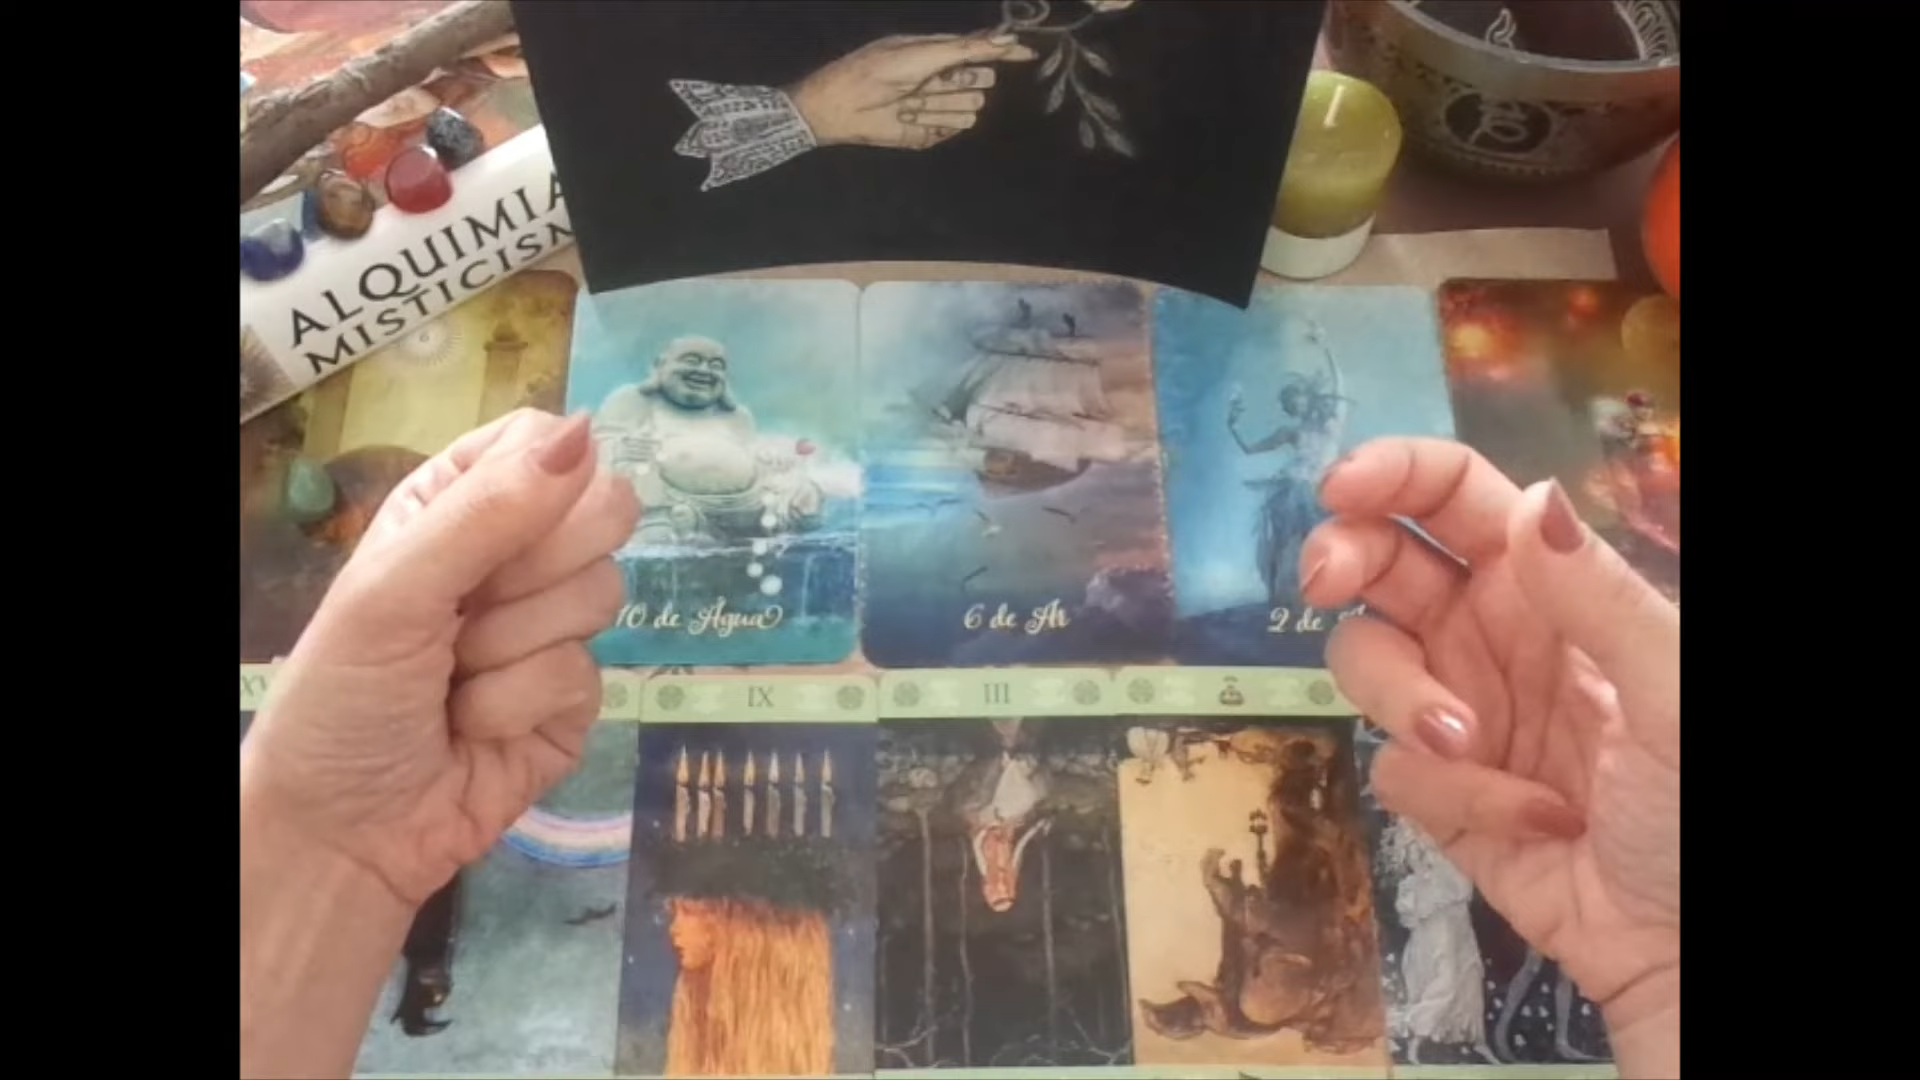 ALQUIMIA
MISTICISM
10 de Água
6 de Ar
2 de
IX
III